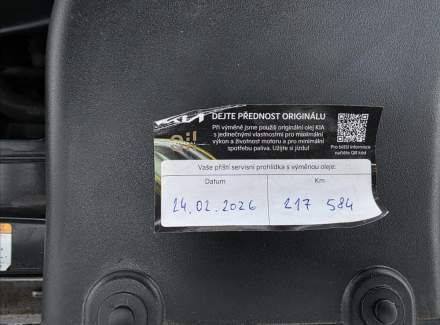 KIA
Oil
DEJTE PŘEDNOST ORIGINÁLU
Při výměně jsme použili originální olej KIA
s jedinečnými vlastnostmi pro maximální
výkon a životnost motoru a pro minimální
spotřebu paliva. Užijte si jízdu!
Pro bližší informace
načtěte QR kód
Vaše příští servisní prohlídka s výměnou oleje:
Datum Km
24.02.2026 217 584